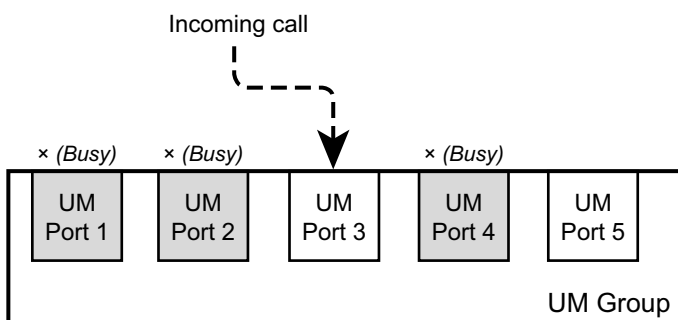 Incoming call
× (Busy)
× (Busy)
× (Busy)
UM
Port 1
UM
Port 2
UM
Port 3
UM
Port 4
UM
Port 5
UM Group